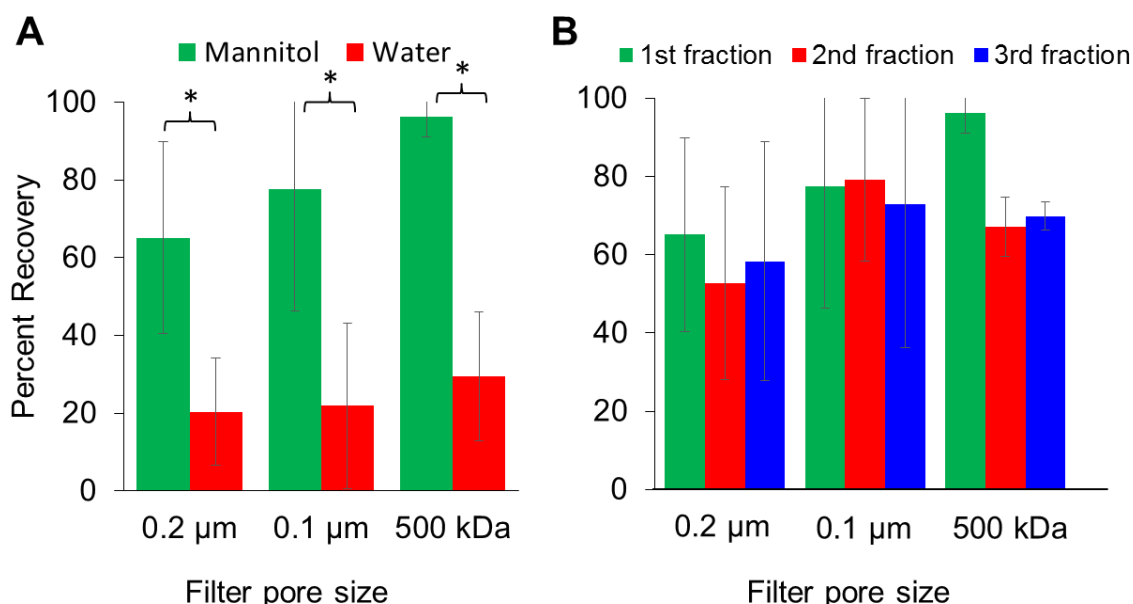 A
Mannitol Water
* * *
Percent Recovery
100
80
60
40
20
0
0.2 µm 0.1 µm 500 kDa
Filter pore size
B
1st fraction 2nd fraction 3rd fraction
100
80
60
40
20
0
0.2 µm 0.1 µm 500 kDa
Filter pore size